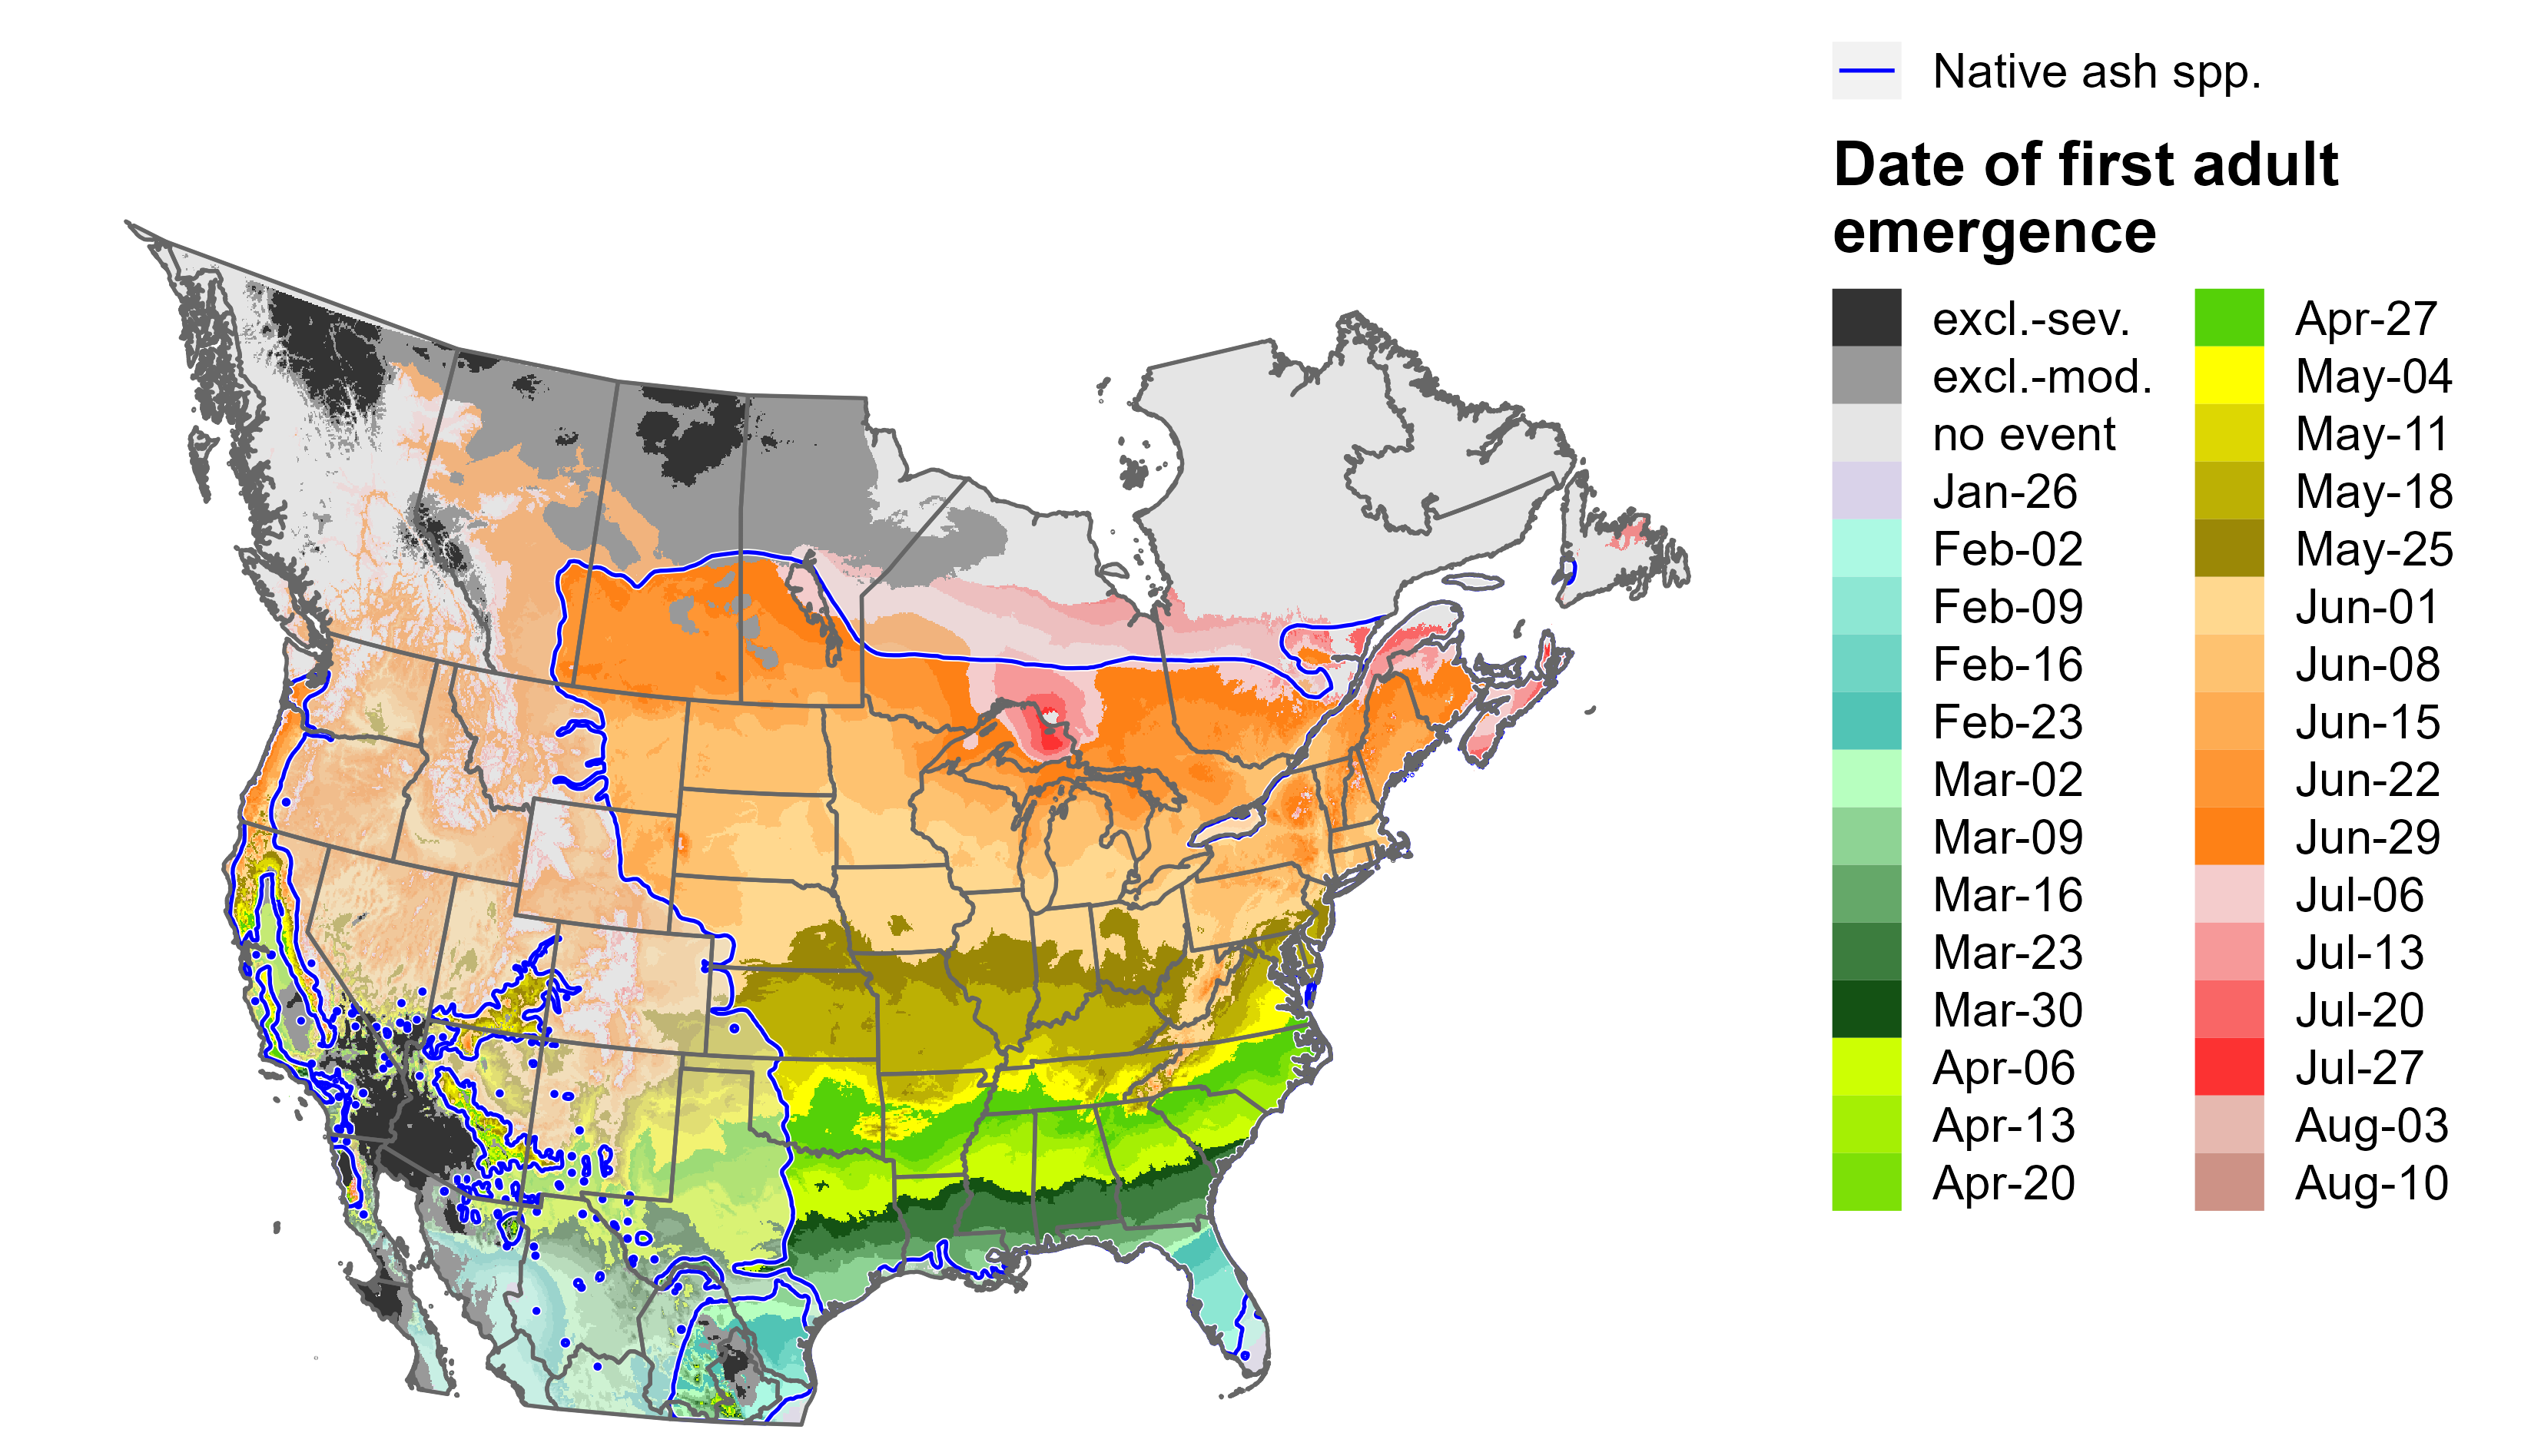 Native ash spp.
Date of first adult
emergence
excl.-sev.
excl.-mod.
no event
Jan-26
Feb-02
Feb-09
Feb-16
Feb-23
Mar-02
Mar-09
Mar-16
Mar-23
Mar-30
Apr-06
Apr-13
Apr-20
Apr-27
May-04
May-11
May-18
May-25
Jun-01
Jun-08
Jun-15
Jun-22
Jun-29
Jul-06
Jul-13
Jul-20
Jul-27
Aug-03
Aug-10